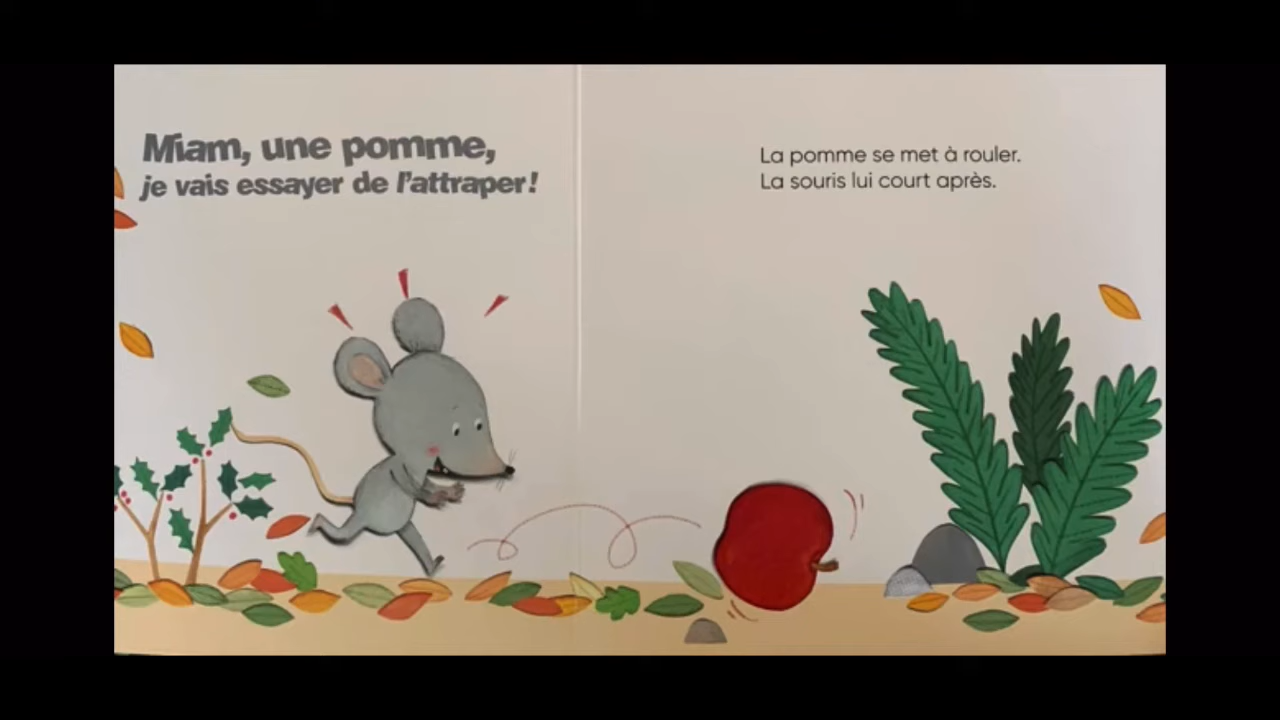 Miam, une pomme,
je vais essayer de l'attraper!
La pomme se met à rouler.
La souris lui court après.